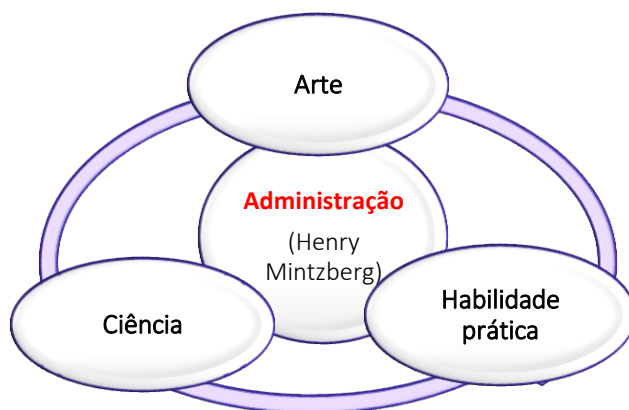 Arte
Administração
(Henry
Mintzberg)
Ciência
Habilidade
prática